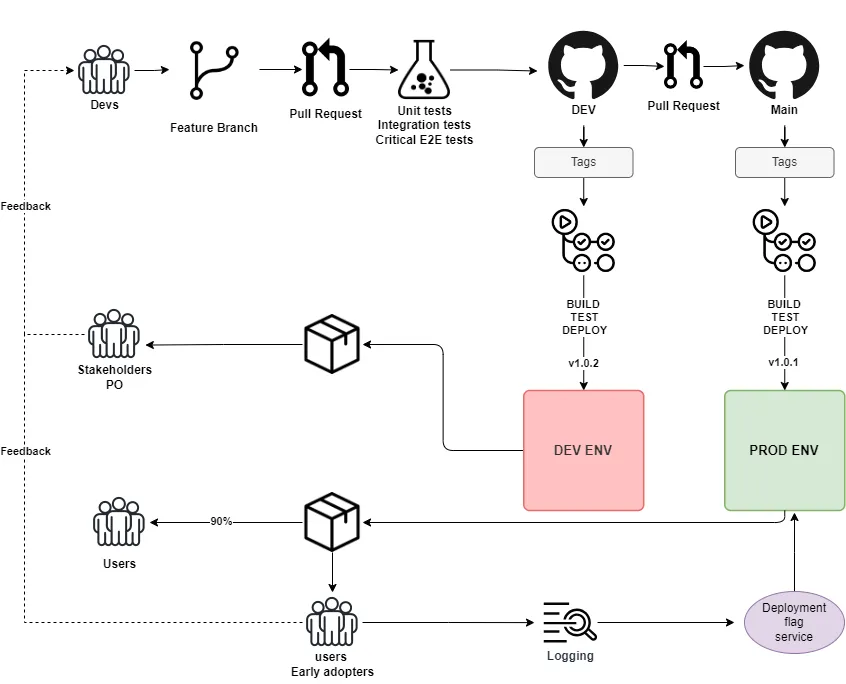 Devs
Feature Branch
Pull Request
Unit tests
Integration tests
Critical E2E tests
DEV
Pull Request
Main
Tags
Tags
Feedback
BUILD
TEST
DEPLOY
BUILD
TEST
DEPLOY
v1.0.2
v1.0.1
Stakeholders
PO
DEV ENV
PROD ENV
Feedback
90%
Users
users
Early adopters
Logging
Deployment
flag
service